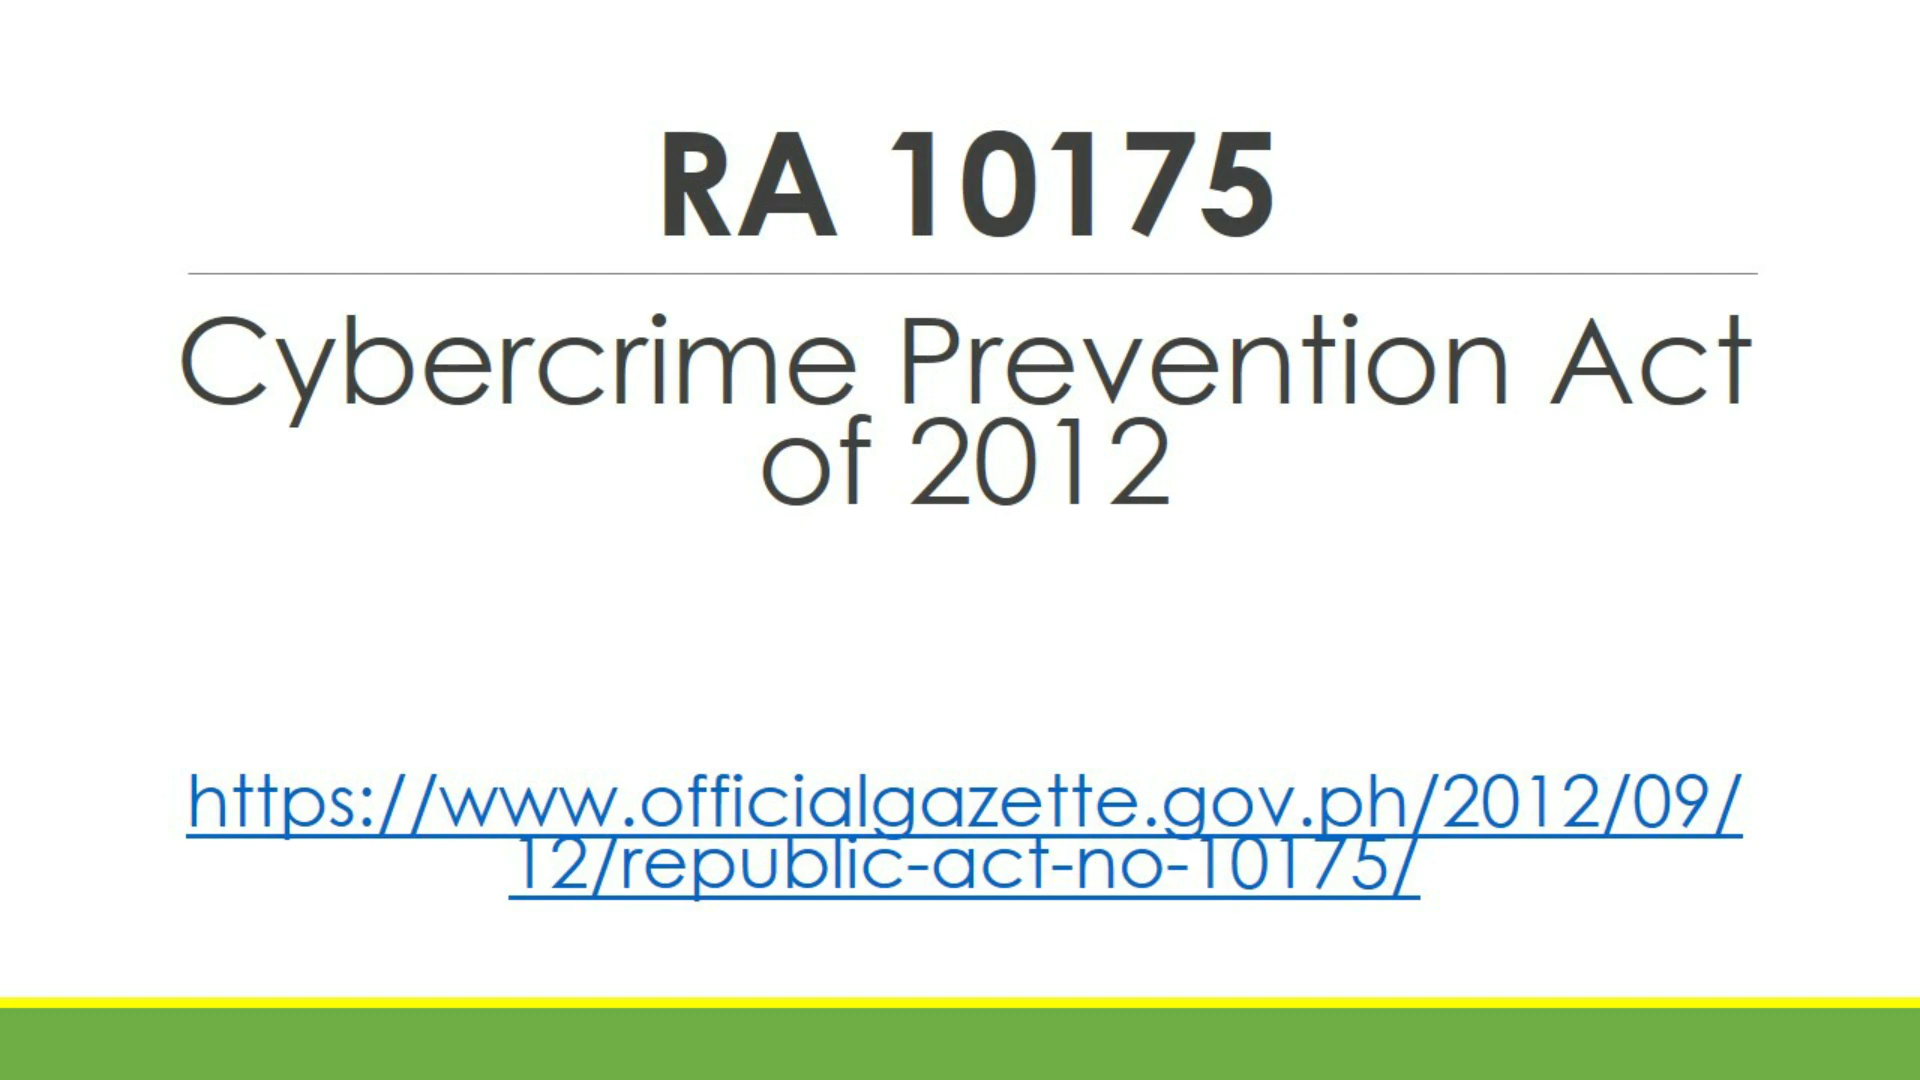 RA 10175
Cybercrime Prevention Act
of 2012
https://www.officialgazette.gov.ph/2012/09/
12/republic-act-no-10175/